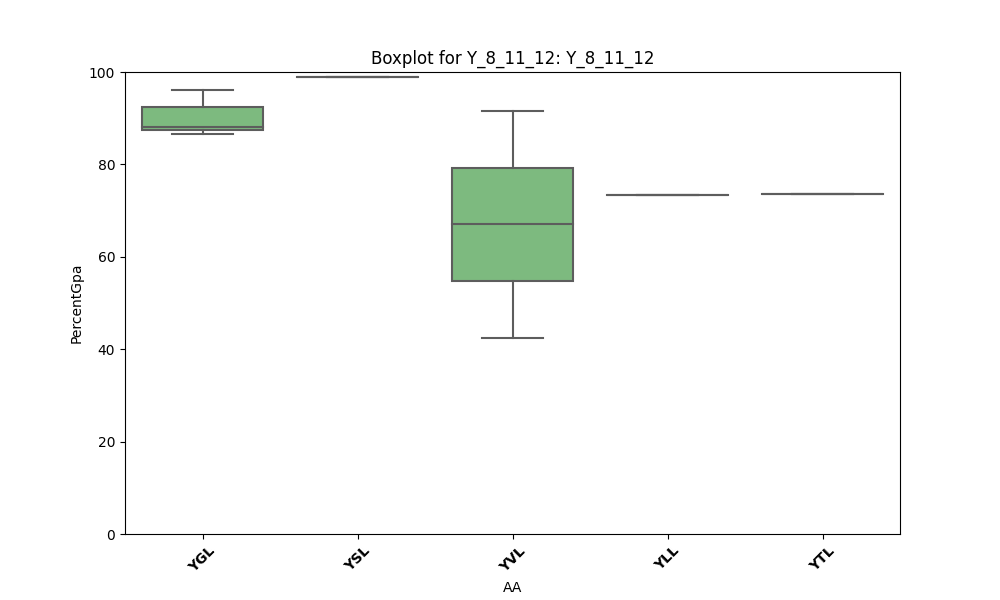 Boxplot for Y_8_11_12: Y_8_11_12
100
80
60
40
20
0
PercentGpa
YGL
YSL
YVL
YLL
YTL
AA